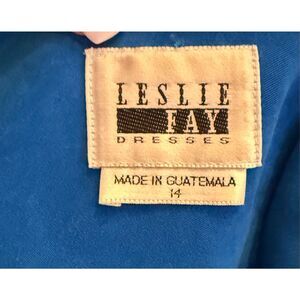 LESLIE
FAY
DRESSES
MADE IN GUATEMALA
14